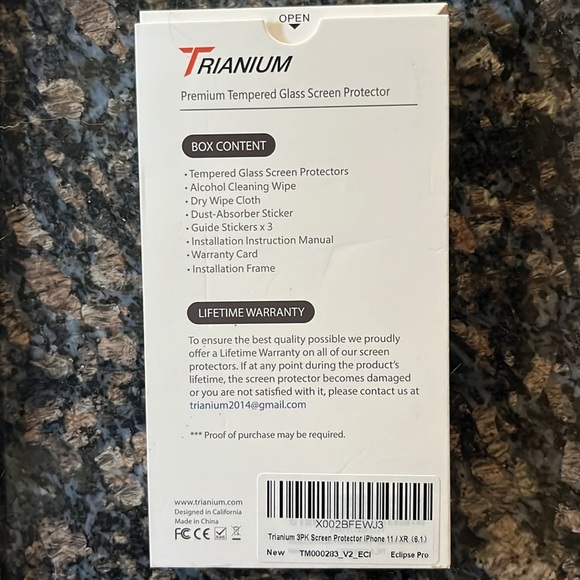 OPEN
TRIANIUM
Premium Tempered Glass Screen Protector
BOX CONTENT
• Tempered Glass Screen Protectors
• Alcohol Cleaning Wipe
• Dry Wipe Cloth
• Dust-Absorber Sticker
• Guide Stickers x 3
• Installation Instruction Manual
• Warranty Card
• Installation Frame
LIFETIME WARRANTY
To ensure the best quality possible we proudly
offer a Lifetime Warranty on all of our screen
protectors. If at any point during the product's
lifetime, the screen protector becomes damaged
or you are not satisfied with it, please contact us at
trianium2014@gmail.com
*** Proof of purchase may be required.
www.trianium.com
Designed in California
Made in China
FC CE
X002BFEWJ3
Trianium 3PK Screen Protector iPhone 11 / XR (6.1)
New TM000283_V2_ECI Eclipse Pro